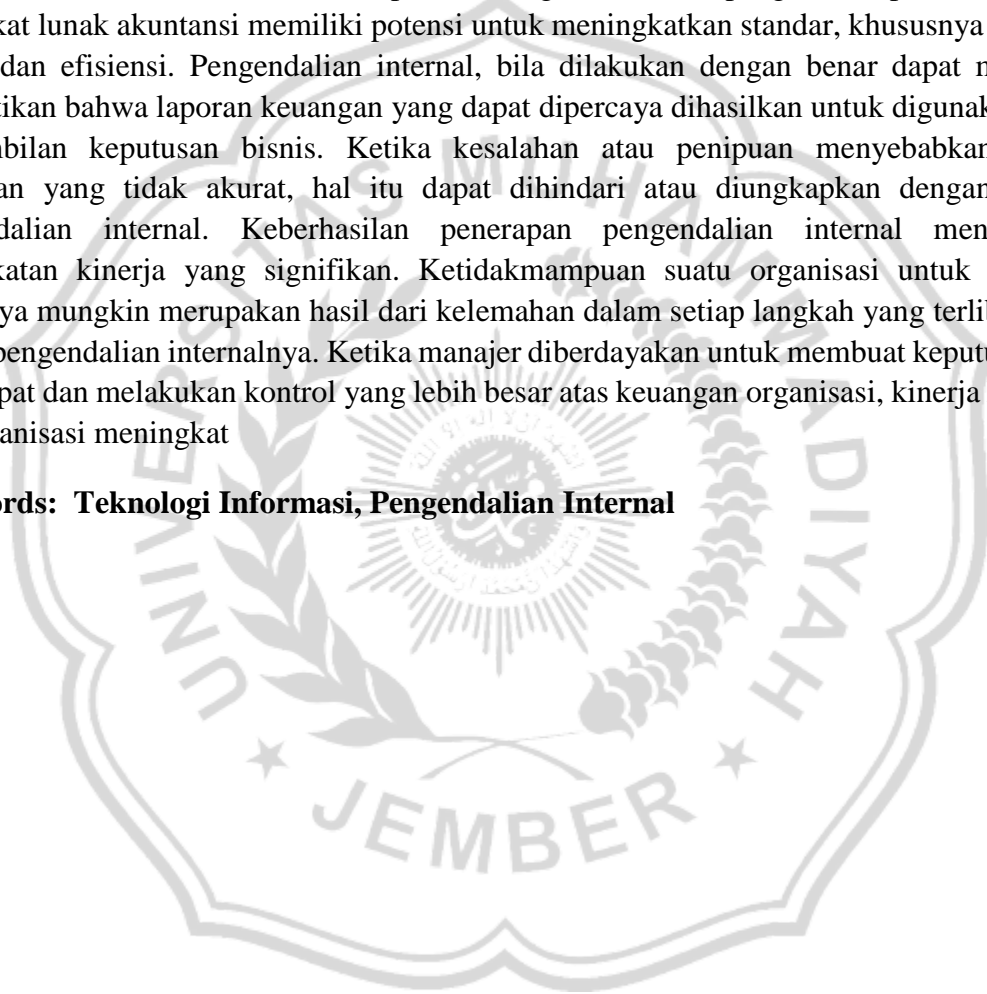 kat lunak akuntansi memiliki potensi untuk meningkatkan standar, khususnya
dan efisiensi. Pengendalian internal, bila dilakukan dengan benar dapat m
tikan bahwa laporan keuangan yang dapat dipercaya dihasilkan untuk digunak
bilan keputusan bisnis. Ketika kesalahan atau penipuan menyebabkan
an yang tidak akurat, hal itu dapat dihindari atau diungkapkan dengan
dalian internal. Keberhasilan penerapan pengendalian internal men
katan kinerja yang signifikan. Ketidakmampuan suatu organisasi untuk
ya mungkin merupakan hasil dari kelemahan dalam setiap langkah yang terlib
pengendalian internalnya. Ketika manajer diberdayakan untuk membuat keputu
pat dan melakukan kontrol yang lebih besar atas keuangan organisasi, kinerja
anisasi meningkat
ords: Teknologi Informasi, Pengendalian Internal
UNIVERSITAS MUHAMMADIYAH
JEMBER